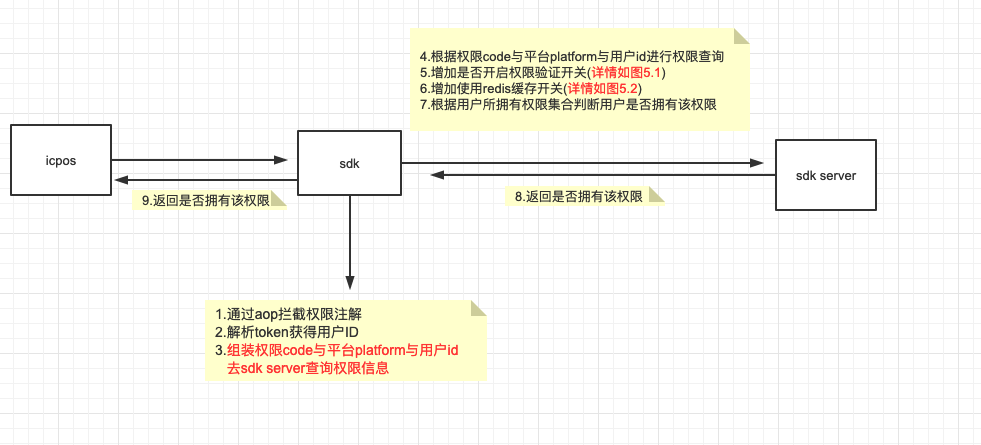 4.根据权限code与平台platform与用户id进行权限查询
5.增加是否开启权限验证开关(详情如图5.1)
6.增加使用redis缓存开关(详情如图5.2)
7.根据用户所拥有权限集合判断用户是否拥有该权限
icpos
sdk
sdk server
9.返回是否拥有该权限
8.返回是否拥有该权限
1.通过aop拦截权限注解
2.解析token获得用户ID
3.组装权限code与平台platform与用户id
去sdk server查询权限信息